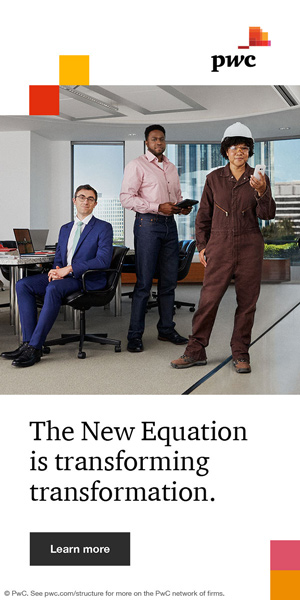 pwc
The New Equation
is transforming
transformation.
Learn more
© PwC. See pwc.com/structure for more on the PwC network of firms.